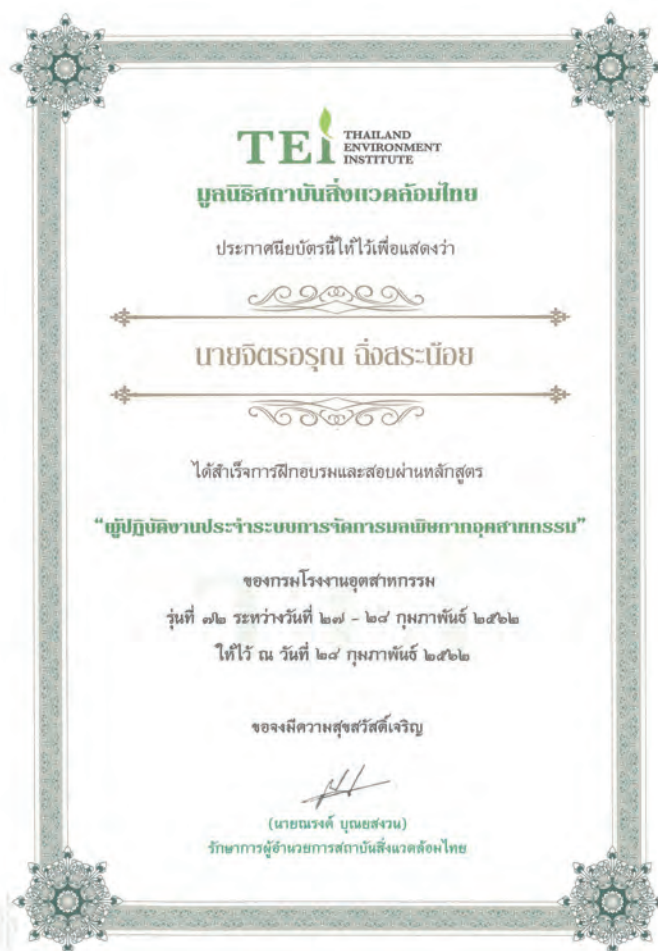 TEI THAILAND
ENVIRONMENT
INSTITUTE
มูลนิธิสถาบันสิ่งแวดล้อมไทย
ประกาศนียบัตรนี้ให้ไว้เพื่อแสดงว่า
นายจิตรอรุณ ฉิ่งสระน้อย
ได้สำเร็จการฝึกอบรมและสอบผ่านหลักสูตร
“ผู้ปฏิบัติงานประจำระบบการจัดการมลพิษกากอุตสาหกรรม”
ของกรมโรงงานอุตสาหกรรม
รุ่นที่ ๗๒ ระหว่างวันที่ ๒๗ - ๒๘ กุมภาพันธ์ ๒๕๖๒
ให้ไว้ ณ วันที่ ๒๘ กุมภาพันธ์ ๒๕๖๒
ขอจงมีความสุขสวัสดิ์เจริญ
(นายณรงค์ บุณยสงวน)
รักษาการผู้อำนวยการสถาบันสิ่งแวดล้อมไทย